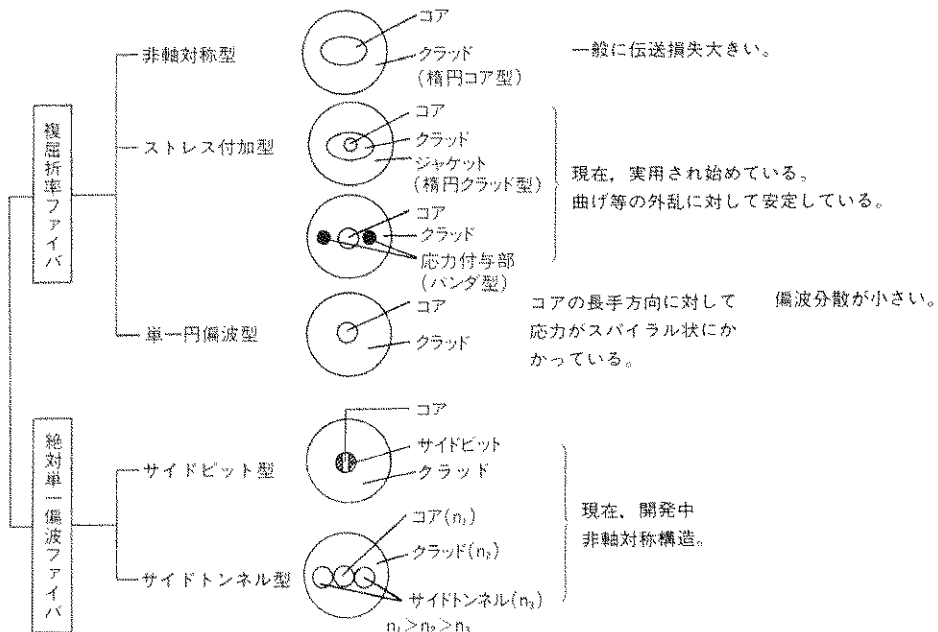 複屈折率ファイバ
非軸対称型
コア
クラッド
(楕円コア型)
一般に伝送損失大きい。
ストレス付加型
コア
クラッド
ジャケット
(楕円クラッド型)
コア
クラッド
応力付与部
(パンダ型)
現在，実用され始めている。
曲げ等の外乱に対して安定している。
単一円偏波型
コア
クラッド
コアの長手方向に対して
応力がスパイラル状にか
かっている。
偏波分散が小さい。
絶対単一偏波ファイバ
サイドピット型
コア
サイドピット
クラッド
サイドトンネル型
コア(n₁)
クラッド(n₂)
サイドトンネル(n₃)
n₁>n₂>n₃
現在，開発中
非軸対称構造。